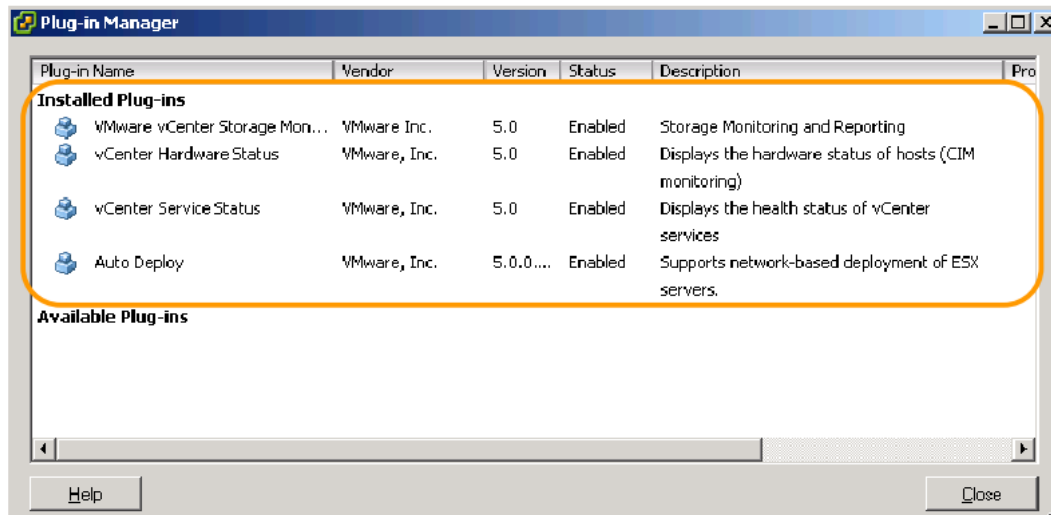 Plug-in Manager
Plug-in Name Vendor Version Status Description Pro
Installed Plug-ins
VMware vCenter Storage Mon... VMware Inc. 5.0 Enabled Storage Monitoring and Reporting
vCenter Hardware Status VMware, Inc. 5.0 Enabled Displays the hardware status of hosts (CIM
monitoring)
vCenter Service Status VMware, Inc. 5.0 Enabled Displays the health status of vCenter
services
Auto Deploy VMware, Inc. 5.0.0.... Enabled Supports network-based deployment of ESX
servers.
Available Plug-ins
Help Close